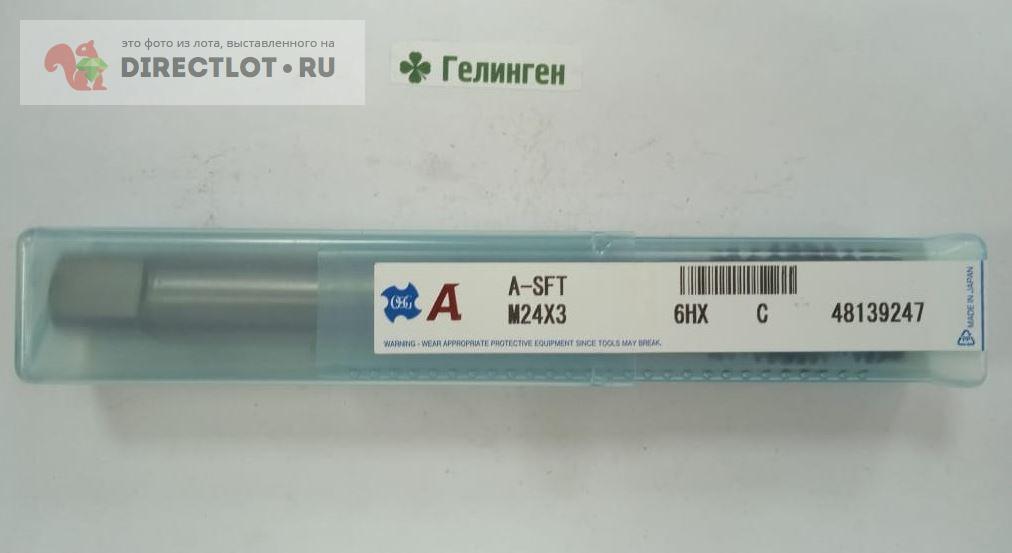 это фото из лота, выставленного на
DIRECTLOT•RU
Гелинген
OSG A
A-SFT
M24X3 6HX C 48139247
WARNING - WEAR APPROPRIATE PROTECTIVE EQUIPMENT SINCE TOOLS MAY BREAK.
MADE IN JAPAN